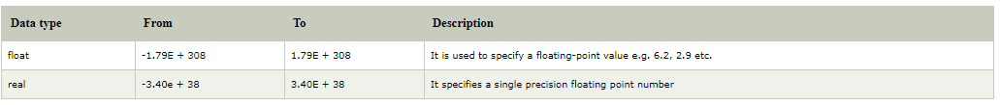 Data type From To Description
float -1.79E + 308 1.79E + 308 It is used to specify a floating-point value e.g. 6.2, 2.9 etc.
real -3.40e + 38 3.40E + 38 It specifies a single precision floating point number